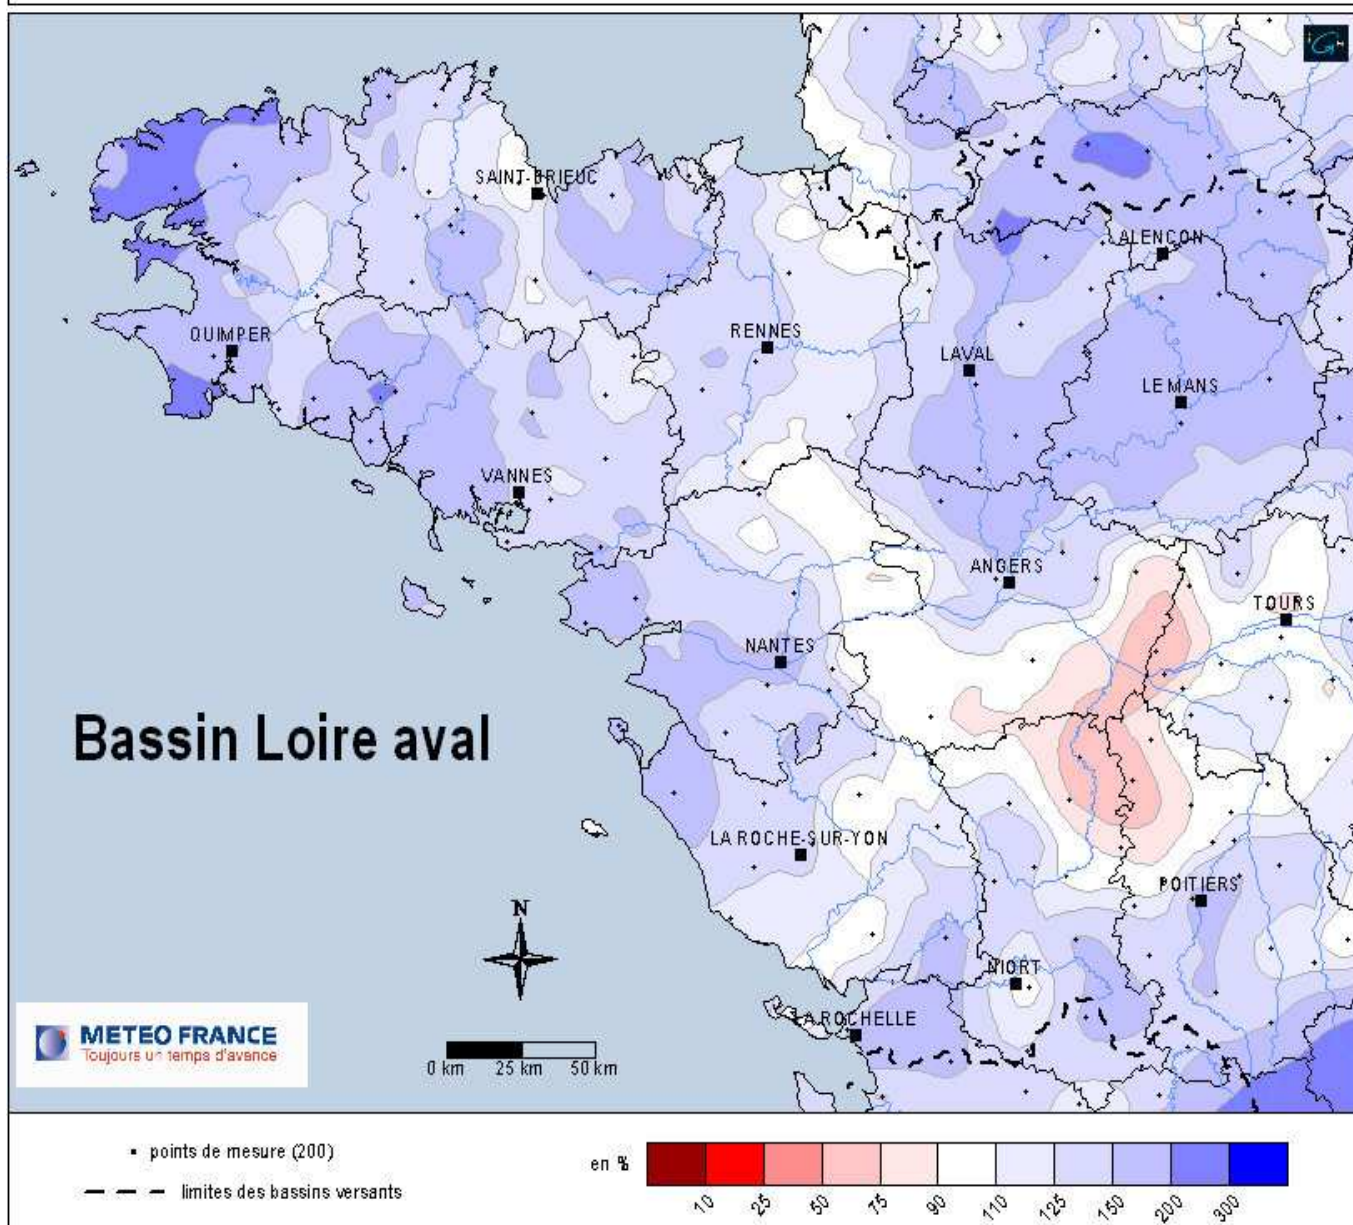 SAINT-BRIEUC
ALENCON
QUIMPER
RENNES
LAVAL
LE MANS
VANNES
ANGERS
TOURS
NANTES
Bassin Loire aval
LA ROCHE-SUR-YON
POITIERS
N
NIORT
LA ROCHELLE
METEO FRANCE
Toujours un temps d'avance
0 km 25 km 50 km
points de mesure (200)
en %
limites des bassins versants
10 25 50 75 90 110 125 150 200 300